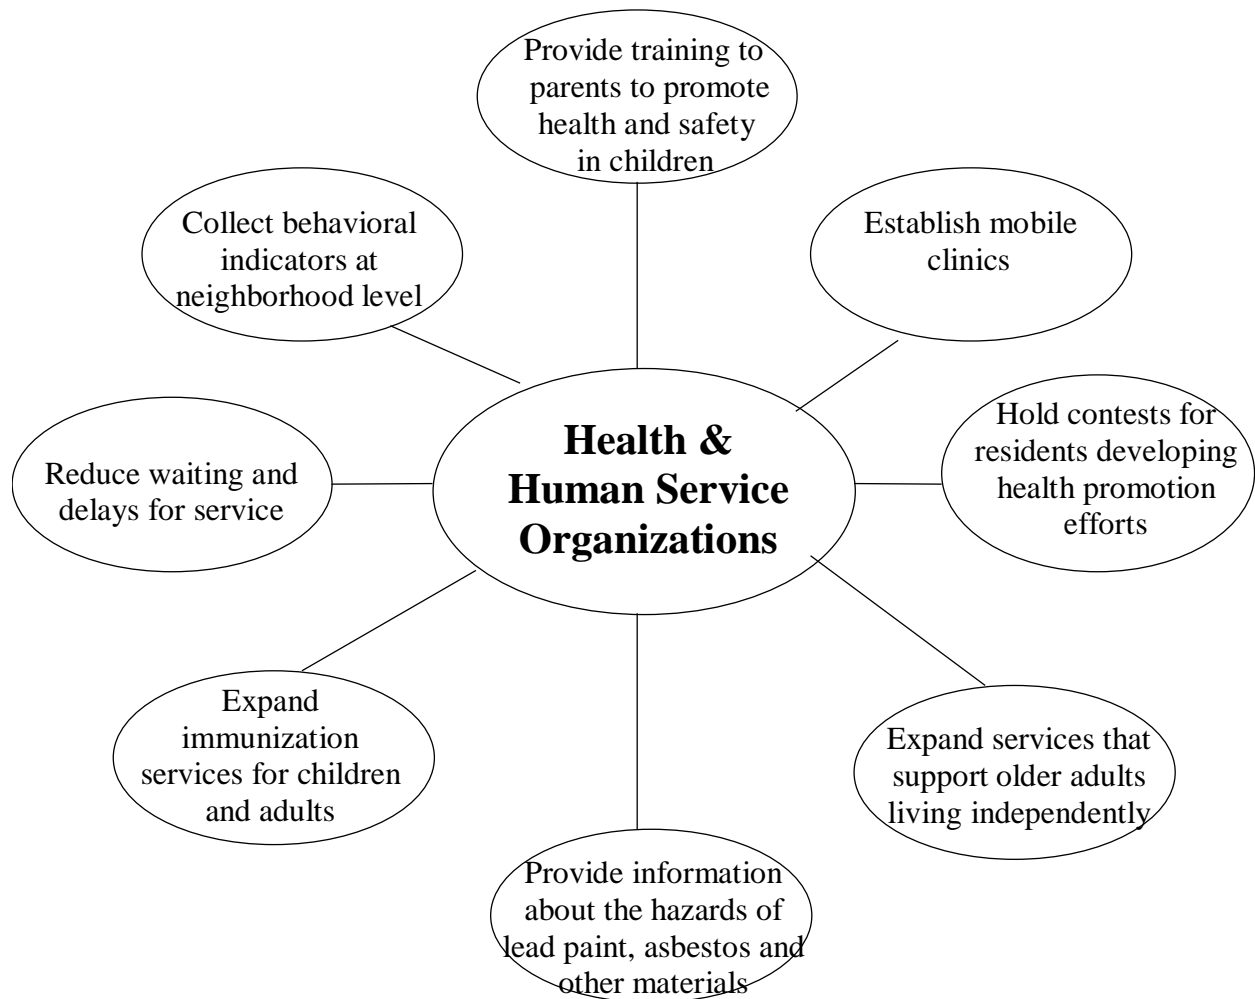 Provide training to
parents to promote
health and safety
in children
Collect behavioral
indicators at
neighborhood level
Establish mobile
clinics
Health &
Human Service
Organizations
Hold contests for
residents developing
health promotion
efforts
Reduce waiting and
delays for service
Expand
immunization
services for children
and adults
Expand services that
support older adults
living independently
Provide information
about the hazards of
lead paint, asbestos and
other materials